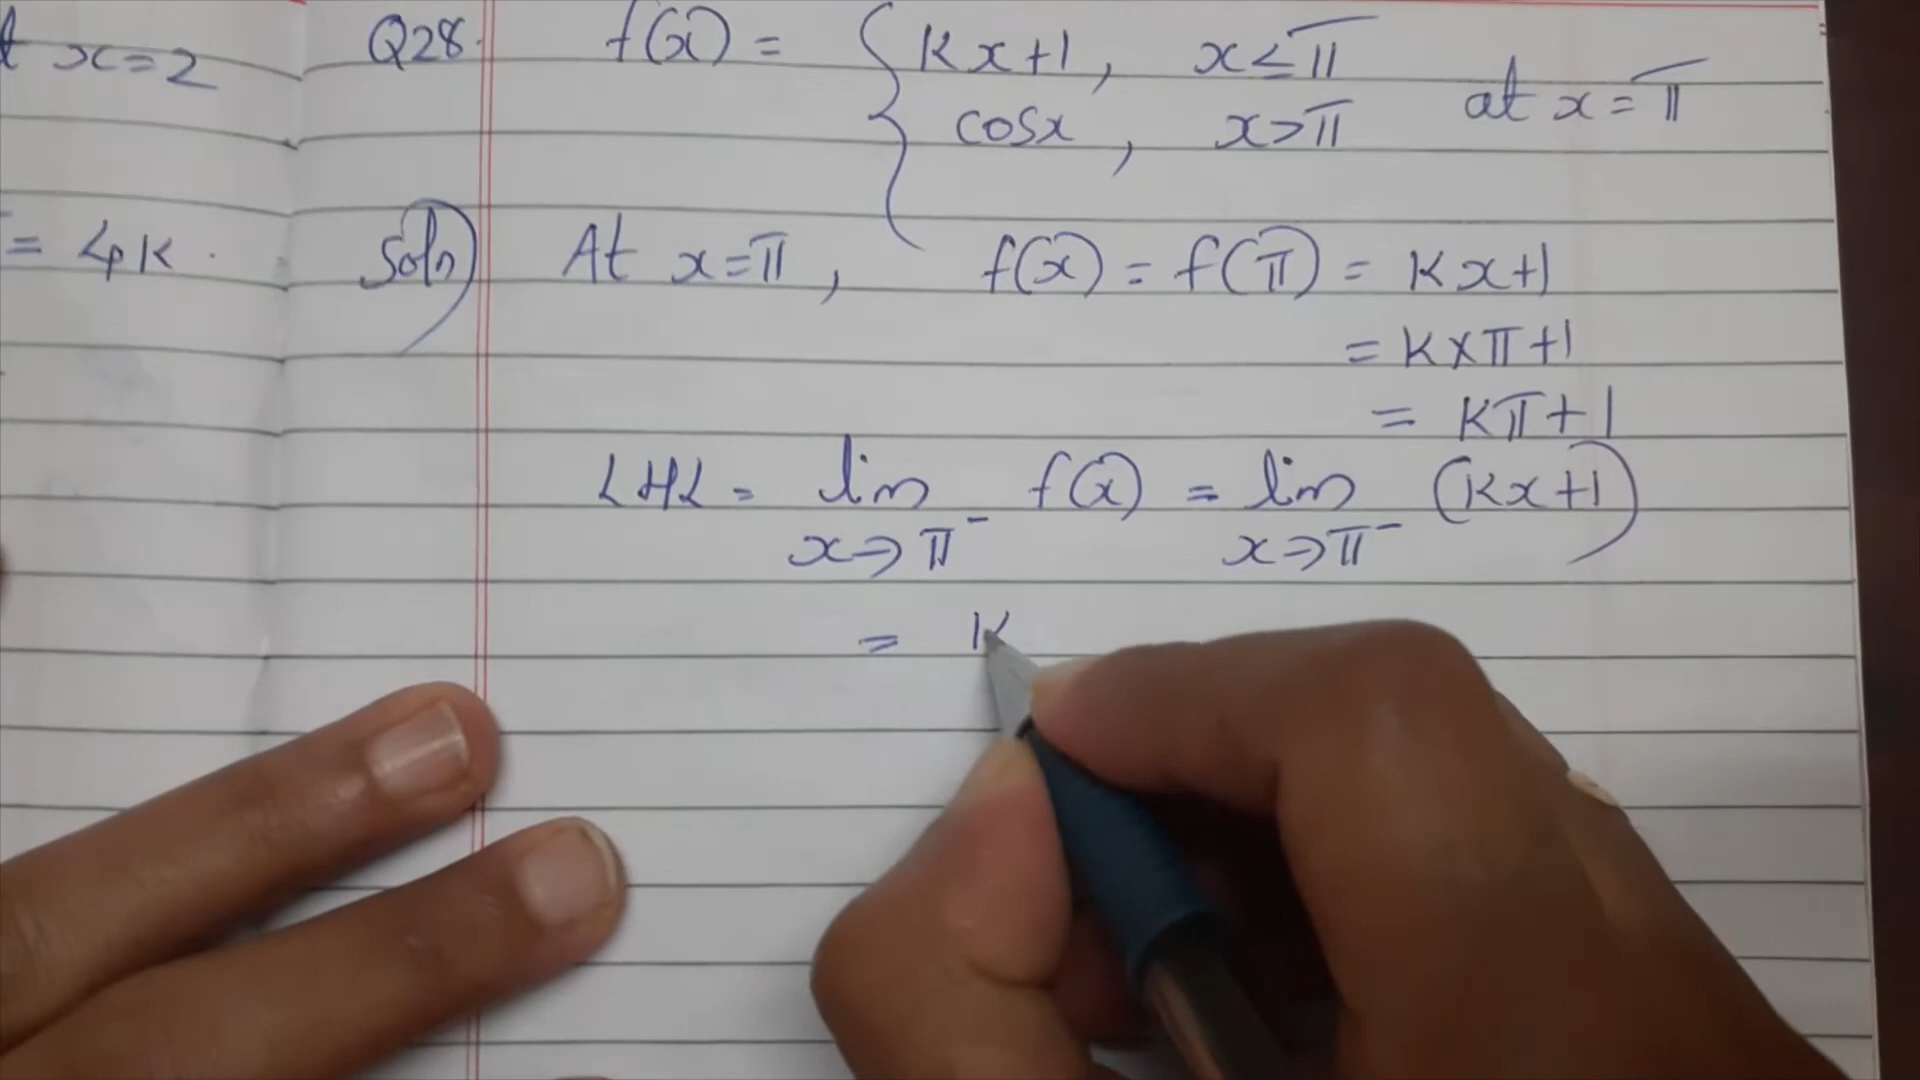 t x=2
= 4K.
Q28. f(x) = { Kx+1, x≤π
cosx, x>π at x=π
Soln) At x=π, f(x) = f(π) = Kx+1
= K×π+1
= Kπ+1
LHL = lim f(x) = lim (Kx+1)
x→π⁻ x→π⁻
= K